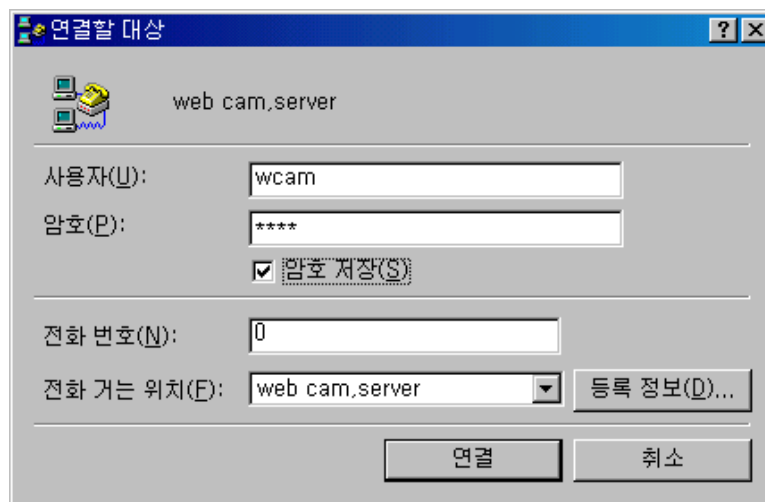 연결할 대상
web cam,server
사용자(U): wcam
암호(P): ****
암호 저장(S)
전화 번호(N): 0
전화 거는 위치(F): web cam,server 등록 정보(D)...
연결 취소